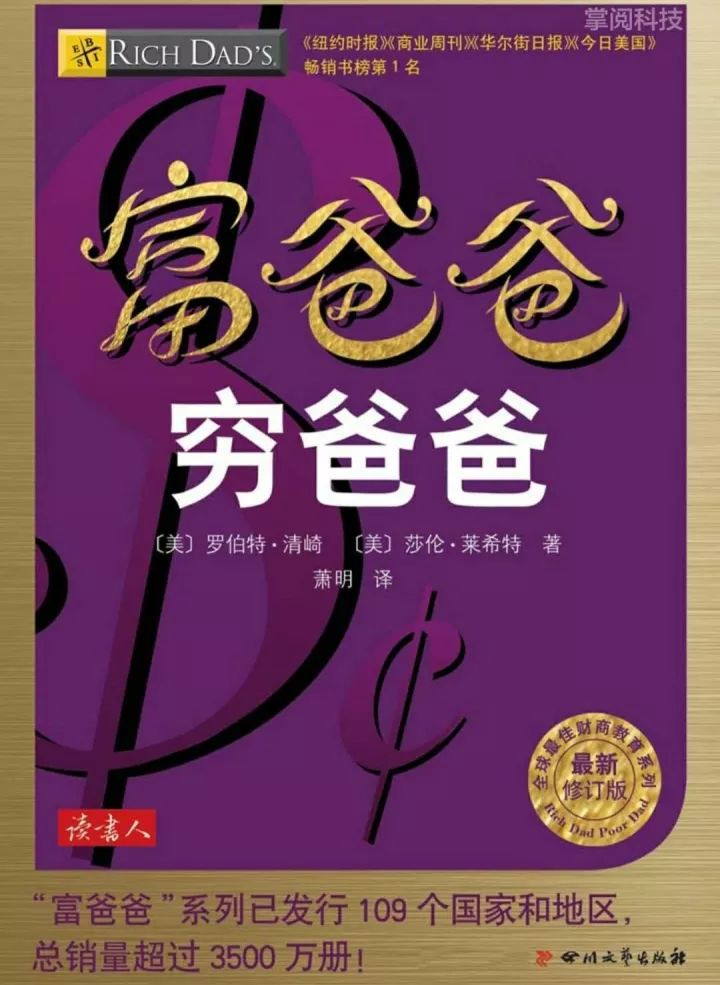 掌阅科技
EBST RICH DAD'S
《纽约时报》《商业周刊》《华尔街日报》《今日美国》
畅销书榜第1名
富爸爸
穷爸爸
〔美〕罗伯特·清崎 〔美〕莎伦·莱希特 著
萧明 译
全球最佳财商教育系列
最新
修订版
Rich Dad Poor Dad
读书人
“富爸爸”系列已发行109个国家和地区，
总销量超过3500万册！
四川文艺出版社